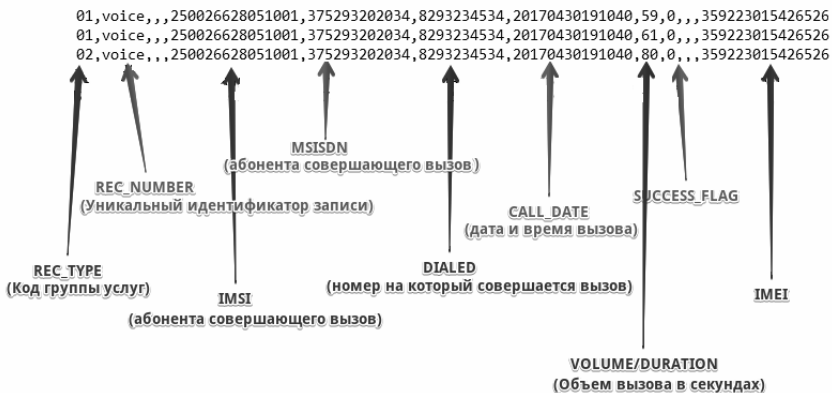 01,voice,,,250026628051001,375293202034,8293234534,20170430191040,59,0,,,359223015426526
01,voice,,,250026628051001,375293202034,8293234534,20170430191040,61,0,,,359223015426526
02,voice,,,250026628051001,375293202034,8293234534,20170430191040,80,0,,,359223015426526
MSISDN
(абонента совершающего вызов)
REC_NUMBER
(Уникальный идентификатор записи)
SUCCESS_FLAG
CALL_DATE
(дата и время вызова)
REC_TYPE
(Код группы услуг)
DIALED
(номер на который совершается вызов)
IMSI
(абонента совершающего вызов)
IMEI
VOLUME/DURATION
(Объем вызова в секундах)